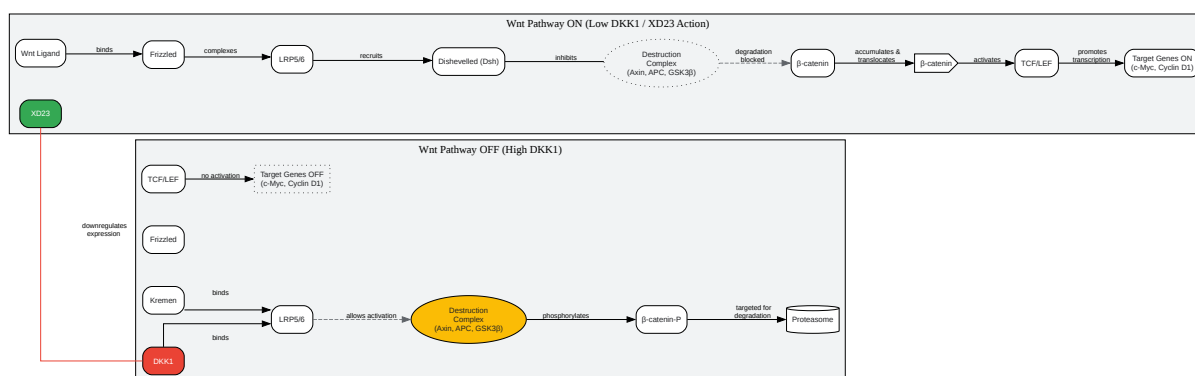 Wnt Pathway ON (Low DKK1 / XD23 Action)
Wnt Ligand
binds
Frizzled
complexes
LRP5/6
recruits
Dishevelled (Dsh)
inhibits
Destruction
Complex
(Axin, APC, GSK3β)
degradation
blocked
β-catenin
accumulates &
translocates
β-catenin
activates
TCF/LEF
promotes
transcription
Target Genes ON
(c-Myc, Cyclin D1)
XD23
downregulates
expression
Wnt Pathway OFF (High DKK1)
TCF/LEF
no activation
Target Genes OFF
(c-Myc, Cyclin D1)
Frizzled
Kremen
binds
DKK1
binds
LRP5/6
allows activation
Destruction
Complex
(Axin, APC, GSK3β)
phosphorylates
β-catenin-P
targeted for
degradation
Proteasome